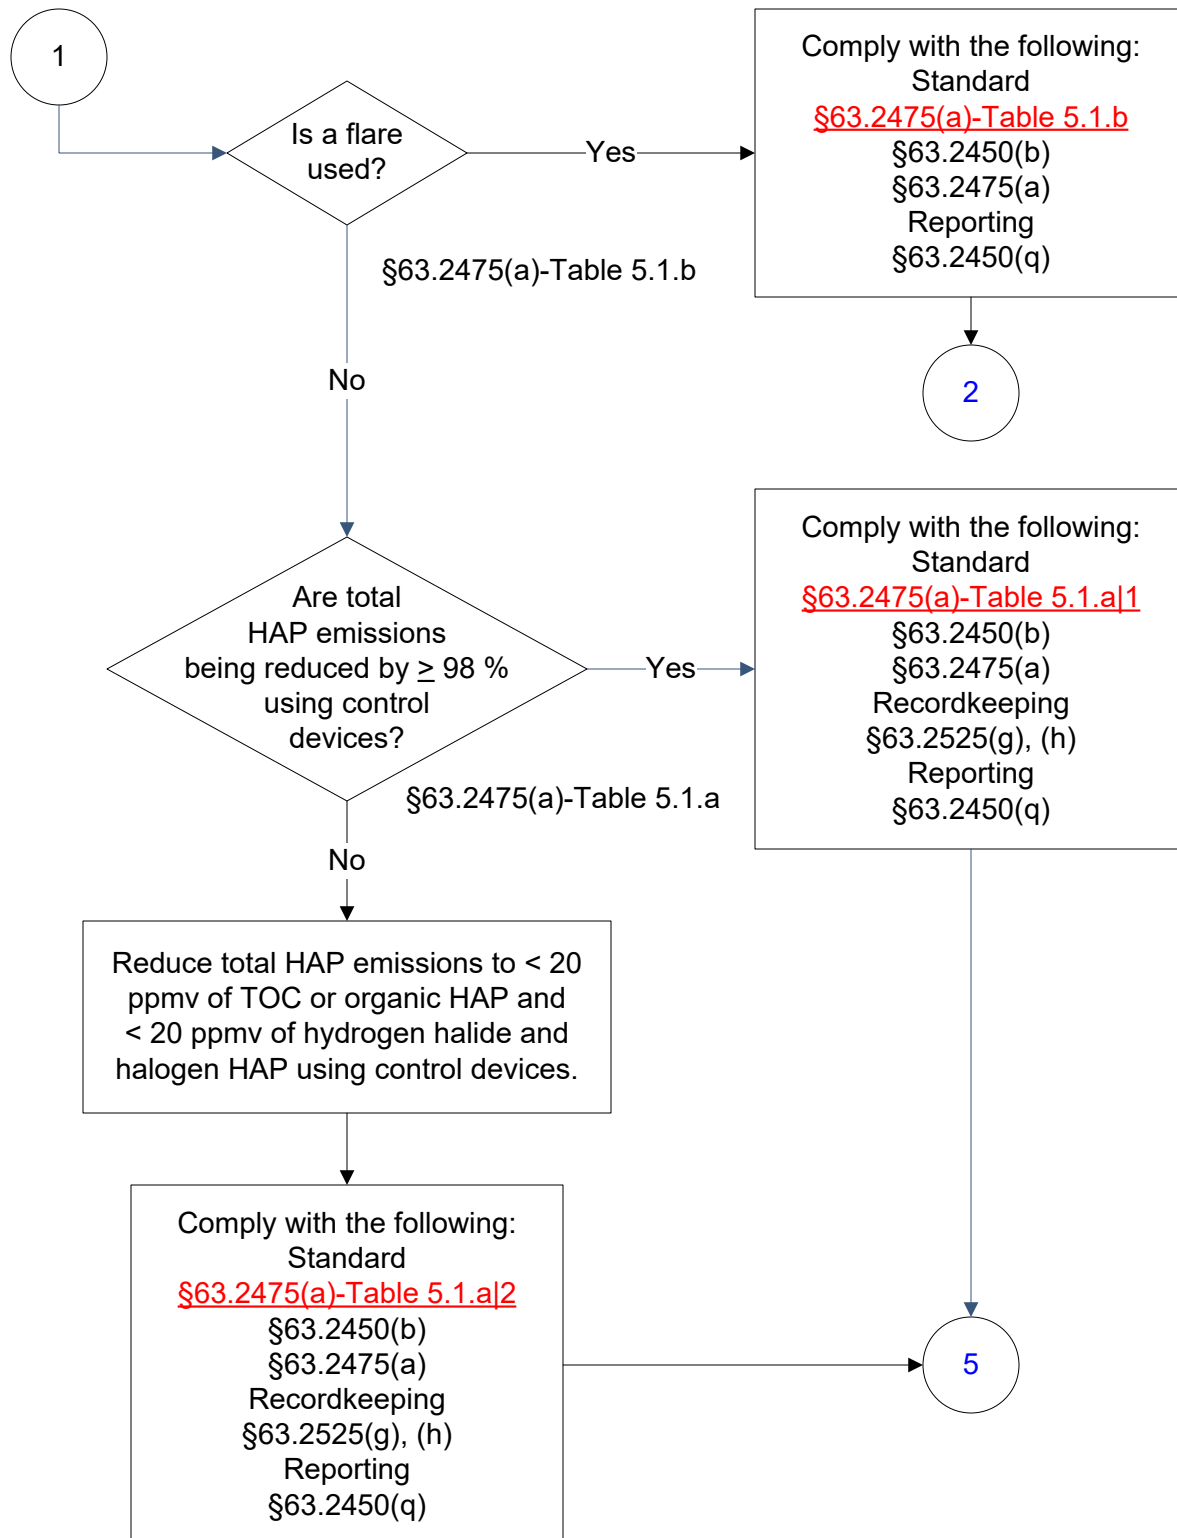 1
Is a flare
used?
Yes
Comply with the following:
Standard
§63.2475(a)-Table 5.1.b
§63.2450(b)
§63.2475(a)
Reporting
§63.2450(q)
§63.2475(a)-Table 5.1.b
No
2
Are total
HAP emissions
being reduced by ≥ 98 %
using control
devices?
Yes
Comply with the following:
Standard
§63.2475(a)-Table 5.1.a|1
§63.2450(b)
§63.2475(a)
Recordkeeping
§63.2525(g), (h)
Reporting
§63.2450(q)
§63.2475(a)-Table 5.1.a
No
Reduce total HAP emissions to < 20
ppmv of TOC or organic HAP and
< 20 ppmv of hydrogen halide and
halogen HAP using control devices.
Comply with the following:
Standard
§63.2475(a)-Table 5.1.a|2
§63.2450(b)
§63.2475(a)
Recordkeeping
§63.2525(g), (h)
Reporting
§63.2450(q)
5